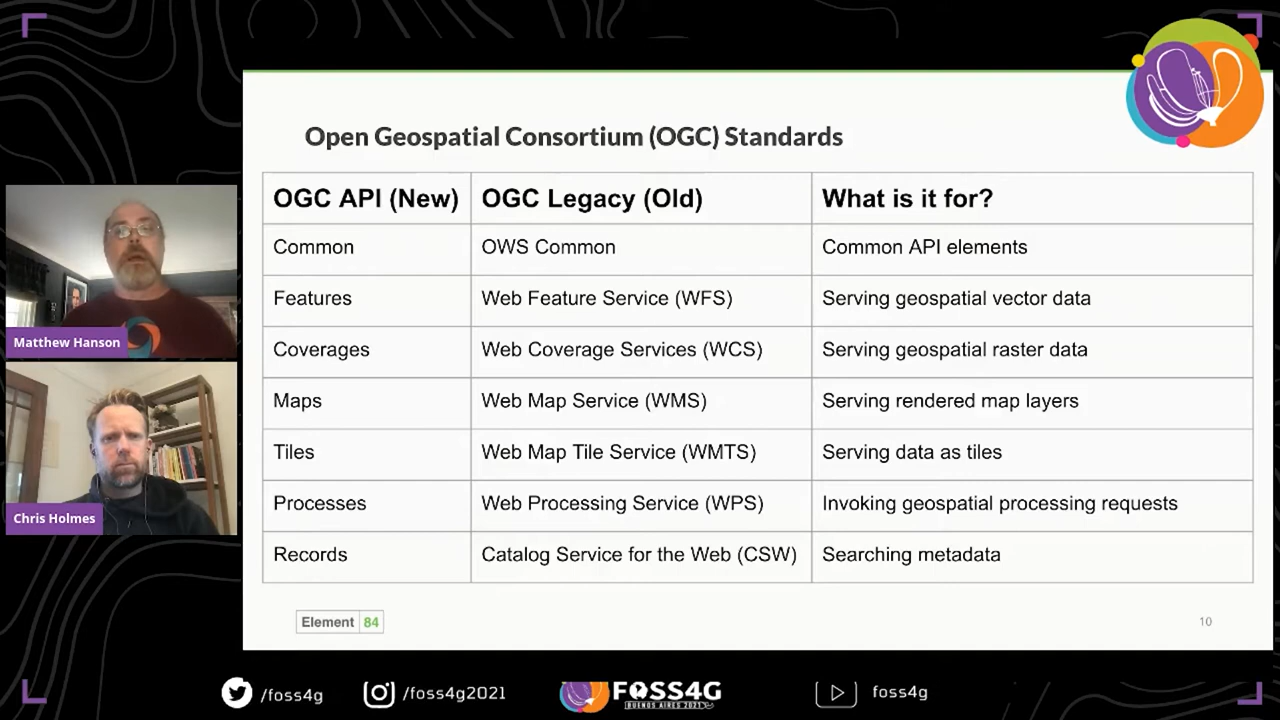 Open Geospatial Consortium (OGC) Standards
OGC API (New) OGC Legacy (Old) What is it for?
Common OWS Common Common API elements
Features Web Feature Service (WFS) Serving geospatial vector data
Coverages Web Coverage Services (WCS) Serving geospatial raster data
Maps Web Map Service (WMS) Serving rendered map layers
Tiles Web Map Tile Service (WMTS) Serving data as tiles
Processes Web Processing Service (WPS) Invoking geospatial processing requests
Records Catalog Service for the Web (CSW) Searching metadata
Element 84
10
Matthew Hanson
Chris Holmes
/foss4g
/foss4g2021
FOSS4G
BUENOS AIRES 2021
foss4g